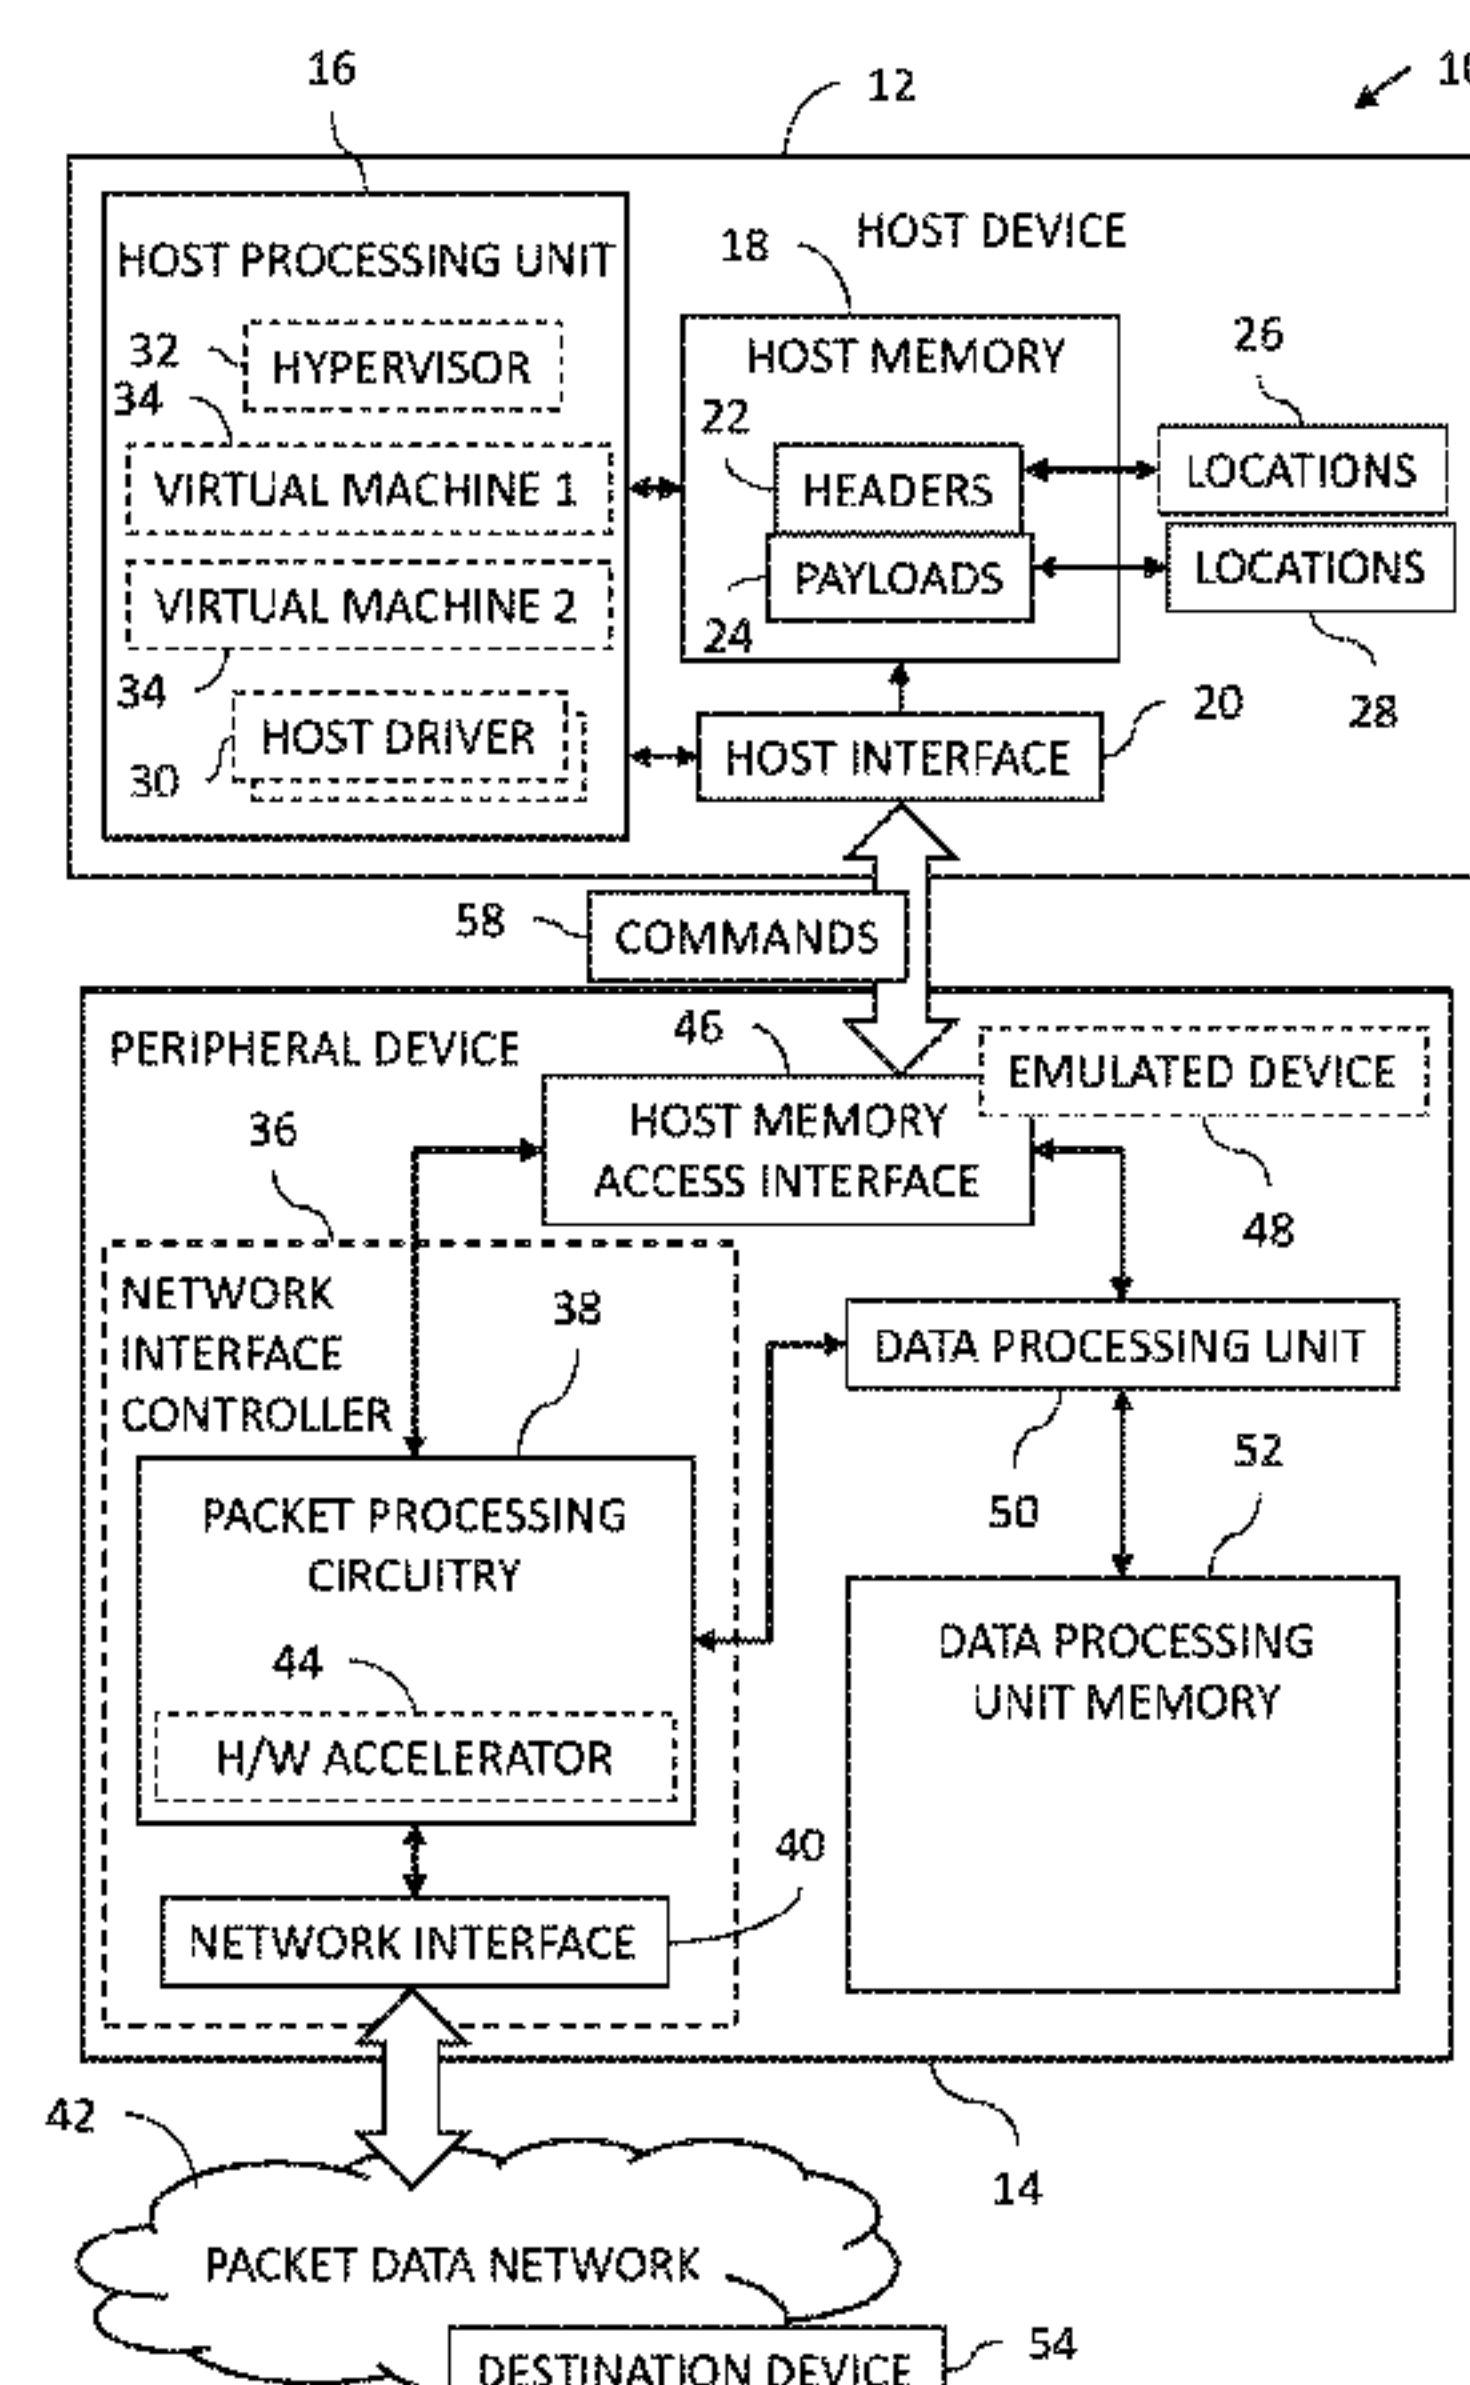 16
12
HOST DEVICE
HOST PROCESSING UNIT
18
32
HYPERVISOR
HOST MEMORY
26
34
22
VIRTUAL MACHINE 1
HEADERS
LOCATIONS
VIRTUAL MACHINE 2
PAYLOADS
LOCATIONS
24
34
20
28
HOST DRIVER
30
HOST INTERFACE
58
COMMANDS
PERIPHERAL DEVICE
46
EMULATED DEVICE
HOST MEMORY
ACCESS INTERFACE
36
48
NETWORK
INTERFACE
CONTROLLER
38
DATA PROCESSING UNIT
50
52
PACKET PROCESSING
CIRCUITRY
44
H/W ACCELERATOR
DATA PROCESSING
UNIT MEMORY
40
NETWORK INTERFACE
42
14
PACKET DATA NETWORK
DESTINATION DEVICE
54